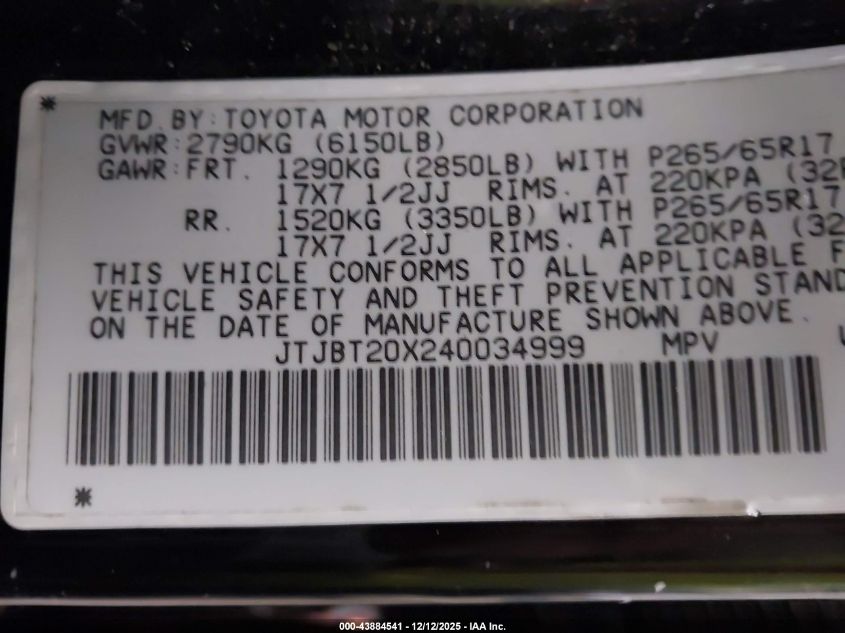 MFD. BY: TOYOTA MOTOR CORPORATION
GVWR: 2790KG (6150LB)
GAWR: FRT. 1290KG (2850LB) WITH P265/65R17
17X7 1/2JJ RIMS. AT 220KPA (32
RR. 1520KG (3350LB) WITH P265/65R17
17X7 1/2JJ RIMS. AT 220KPA (32
THIS VEHICLE CONFORMS TO ALL APPLICABLE F
VEHICLE SAFETY AND THEFT PREVENTION STAND
ON THE DATE OF MANUFACTURE SHOWN ABOVE.
JTJBT20X240034999 MPV
000-43884541 - 12/12/2025 - IAA Inc.